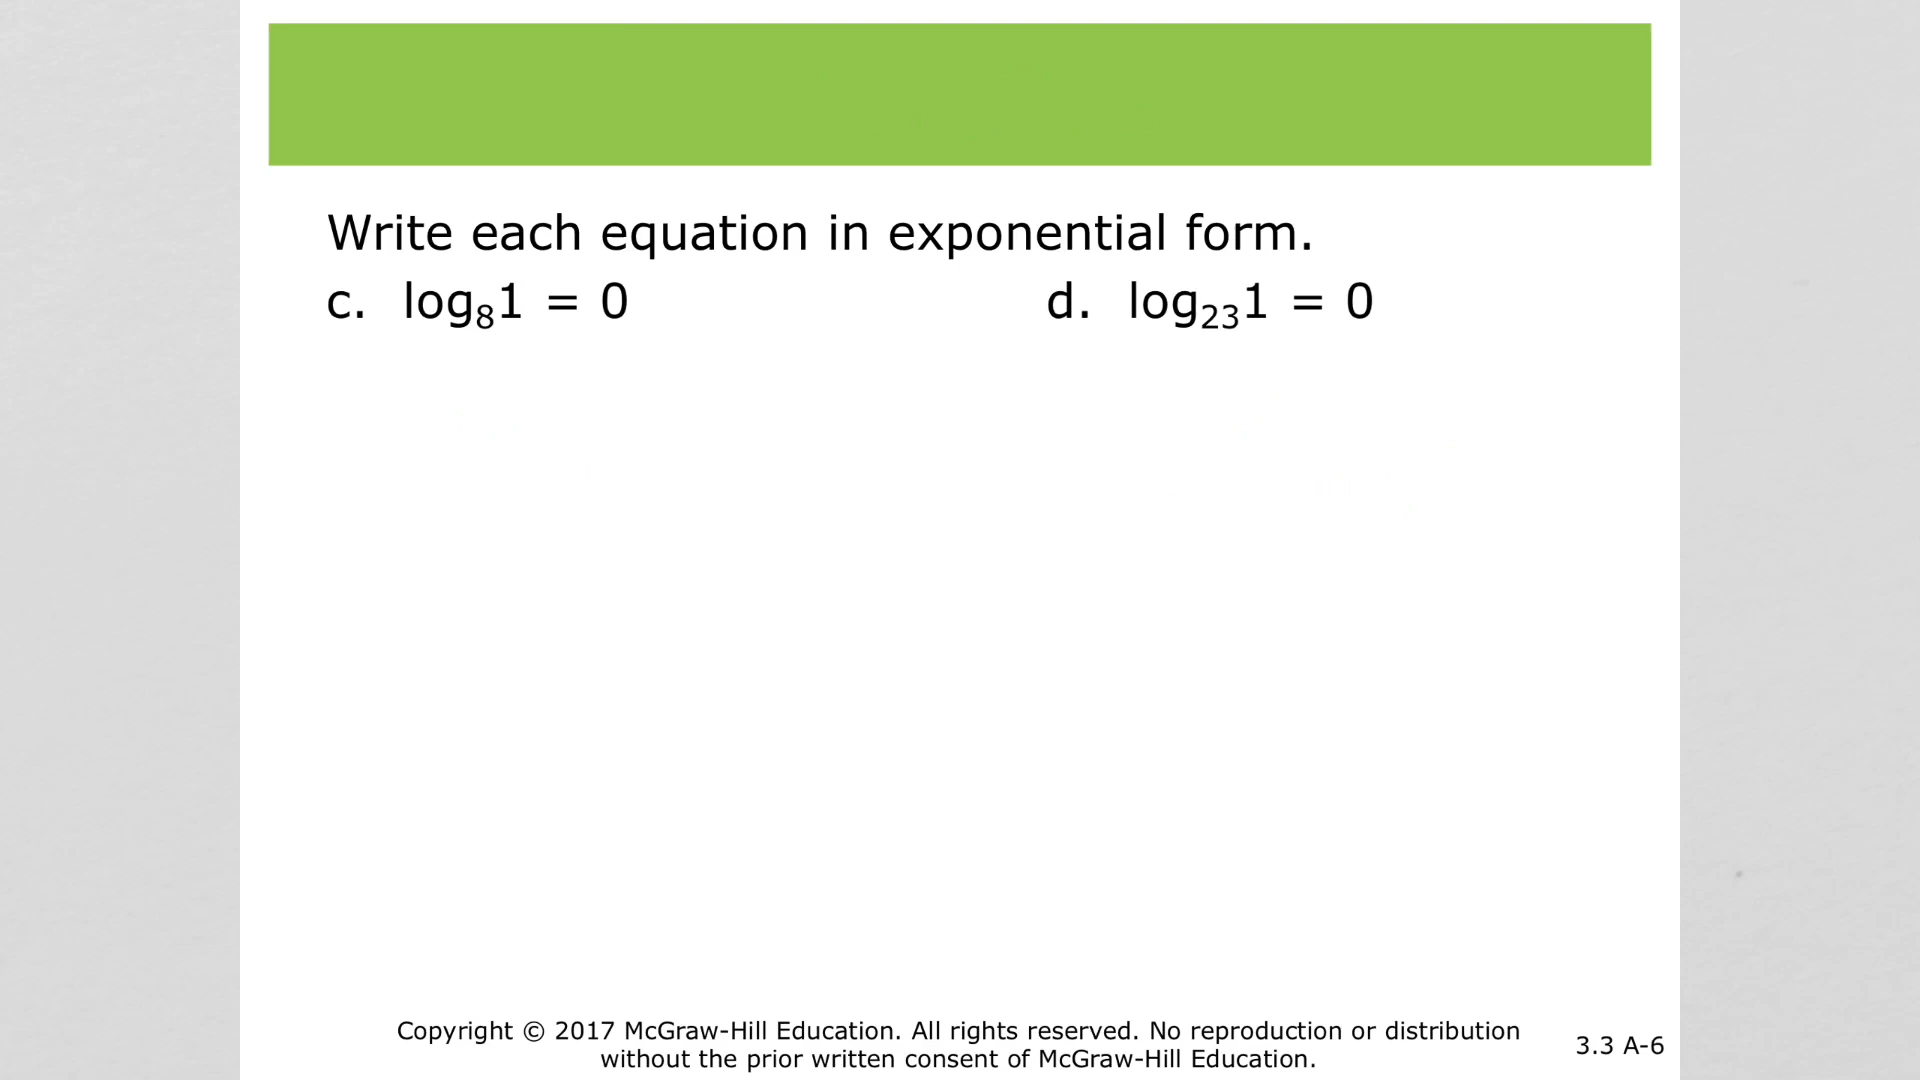 Write each equation in exponential form.
c. log₈1 = 0 d. log₂₃1 = 0
Copyright © 2017 McGraw-Hill Education. All rights reserved. No reproduction or distribution
without the prior written consent of McGraw-Hill Education.
3.3 A-6